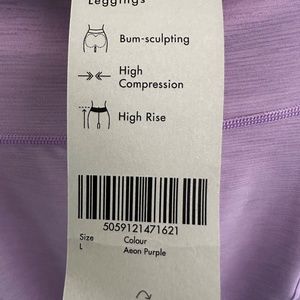 Leggings
Bum-sculpting
High
Compression
High Rise
5059121471621
Size
L
Colour
Aeon Purple